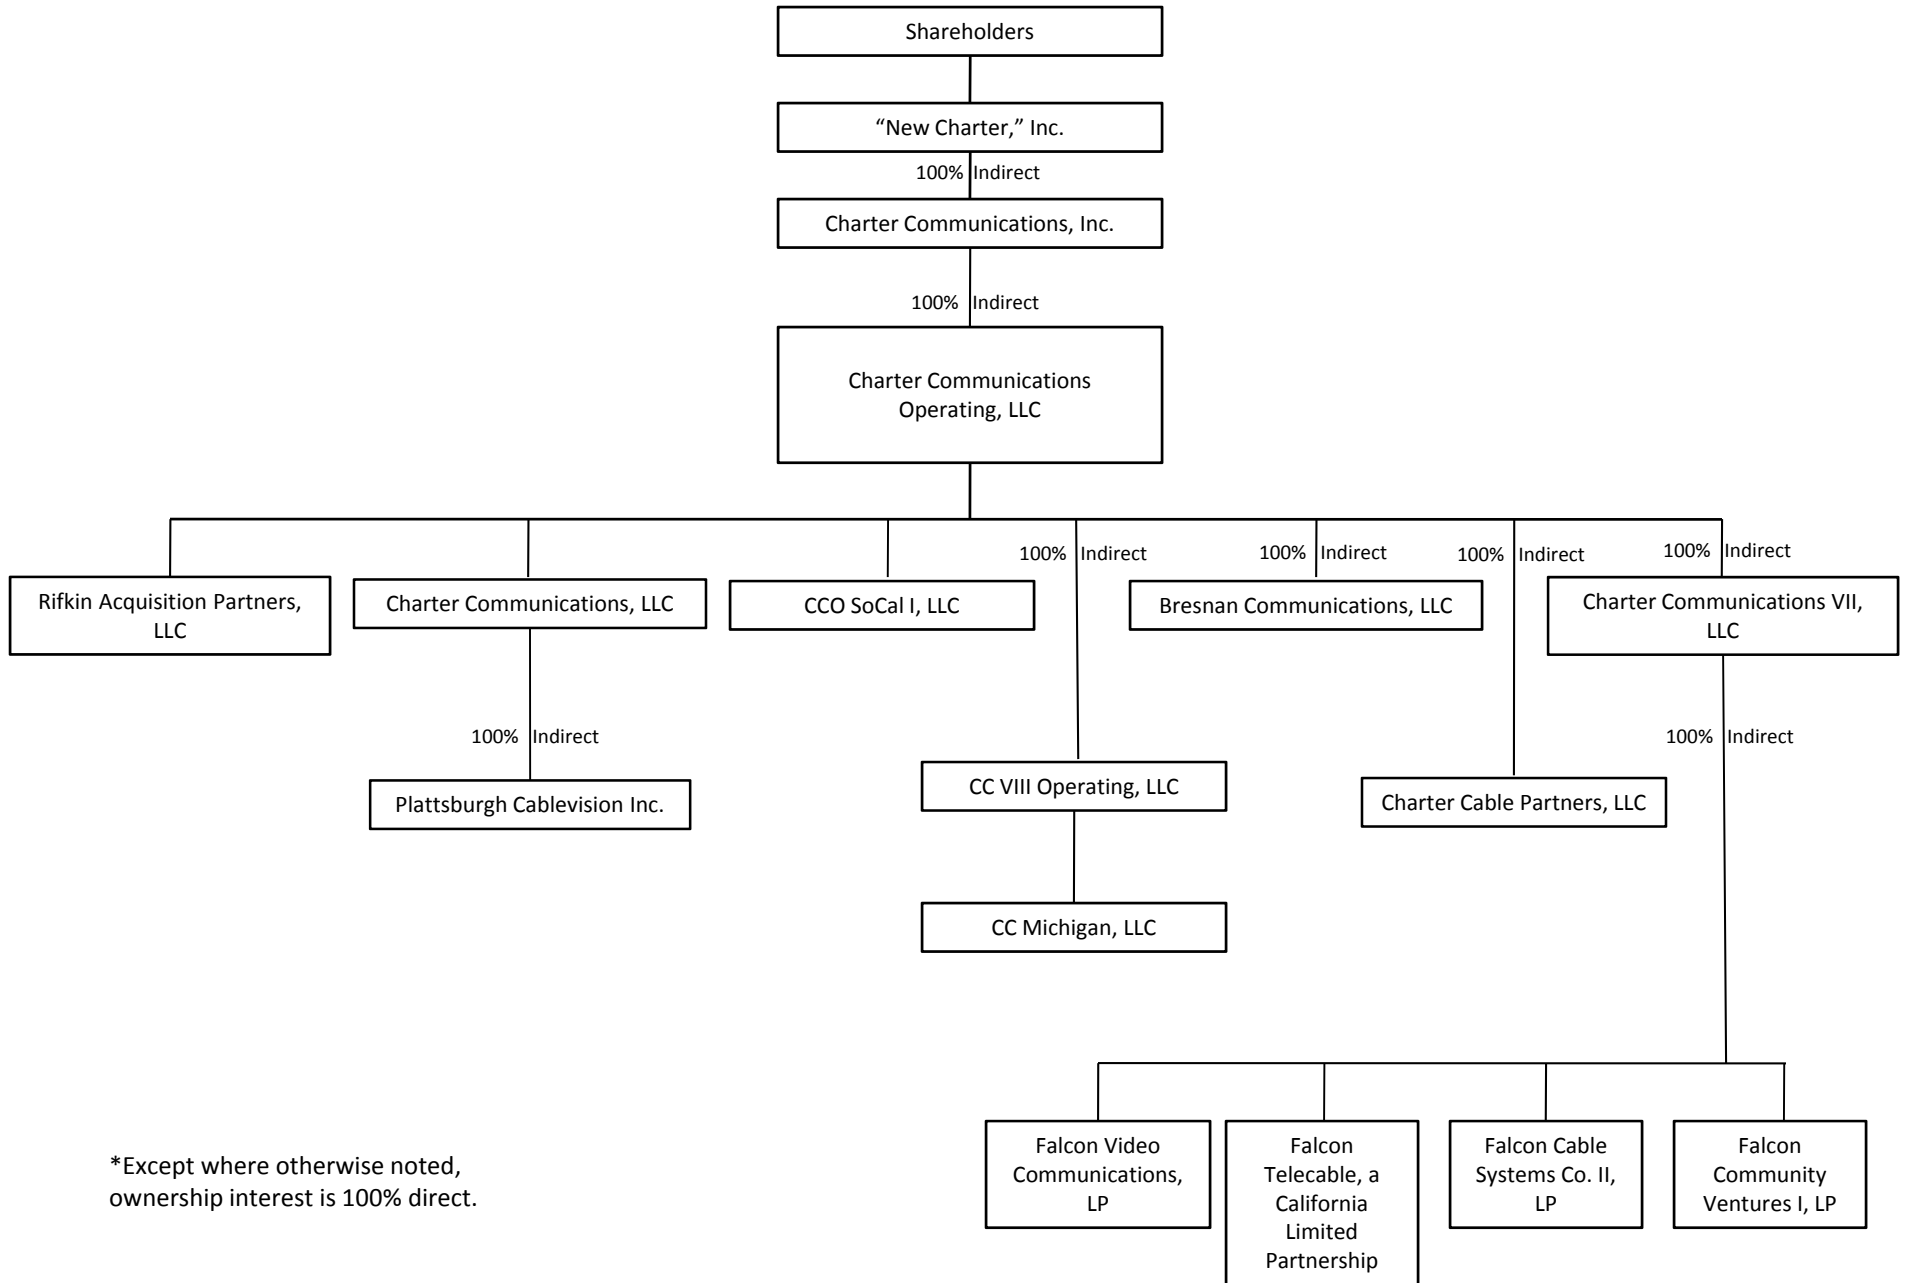 Shareholders
“New Charter,” Inc.
100% Indirect
Charter Communications, Inc.
100% Indirect
Charter Communications
Operating, LLC
100% Indirect
100% Indirect
100% Indirect
100% Indirect
Rifkin Acquisition Partners,
LLC
Charter Communications, LLC
CCO SoCal I, LLC
Bresnan Communications, LLC
Charter Communications VII,
LLC
100% Indirect
100% Indirect
Plattsburgh Cablevision Inc.
CC VIII Operating, LLC
Charter Cable Partners, LLC
CC Michigan, LLC
Falcon Video
Communications,
LP
Falcon
Telecable, a
California
Limited
Partnership
Falcon Cable
Systems Co. II,
LP
Falcon
Community
Ventures I, LP
*Except where otherwise noted,
ownership interest is 100% direct.